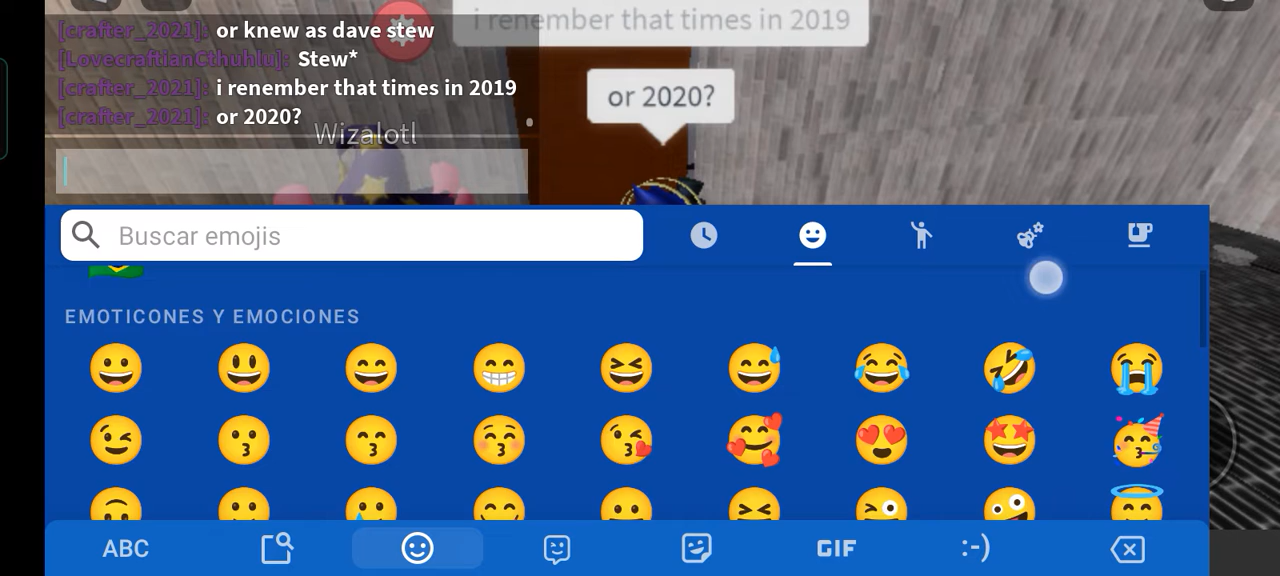 i renember that times in 2019
[crafter_2021]: or knew as dave stew
[LovecraftianCthuhlu]: Stew*
[crafter_2021]: i renember that times in 2019
[crafter_2021]: or 2020?
or 2020?
Wizalotl
Buscar emojis
EMOTICONES Y EMOCIONES
ABC
GIF
:-)